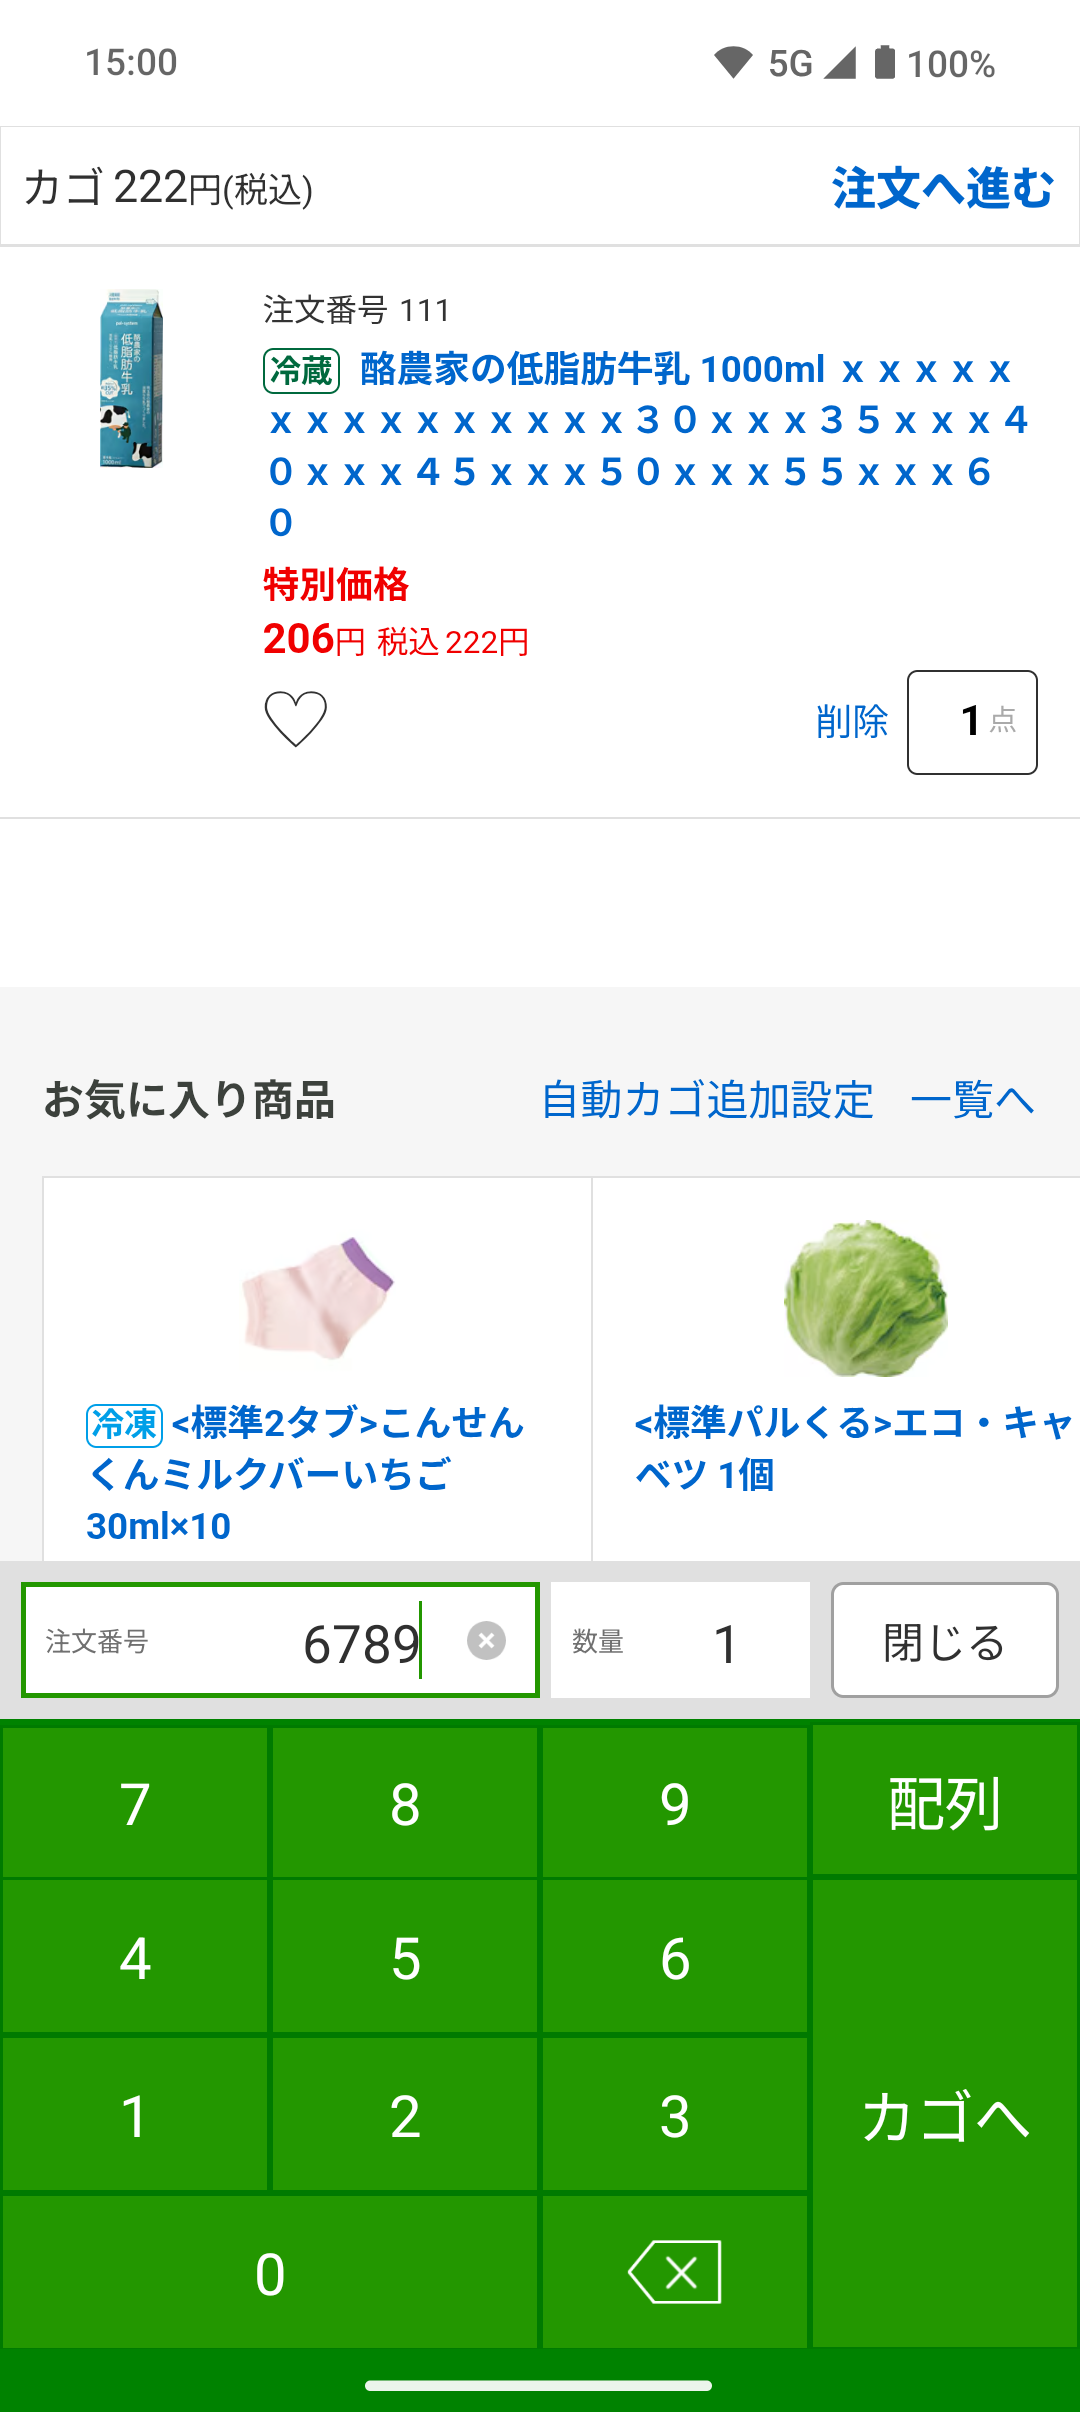 15:00 5G 100%
カゴ 222円(税込) 注文へ進む
注文番号 111
冷蔵 酪農家の低脂肪牛乳 1000ml ｘｘｘｘｘ
ｘｘｘｘｘｘｘｘｘｘ３０ｘｘｘ３５ｘｘｘ４
０ｘｘｘ４５ｘｘｘ５０ｘｘｘ５５ｘｘｘ６
０
特別価格
206円 税込 222円
削除 1 点
お気に入り商品 自動カゴ追加設定 一覧へ
冷凍 <標準2タブ>こんせん
くんミルクバーいちご
30ml×10
<標準パルくる>エコ・キャ
ベツ 1個
注文番号 6789 数量 1 閉じる
7 8 9 配列
4 5 6
1 2 3 カゴへ
0